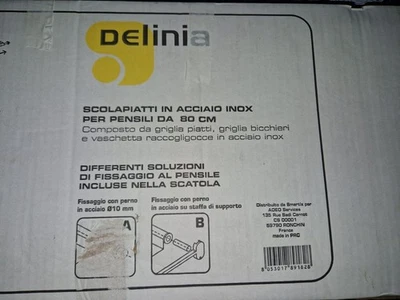 Delinia
SCOLAPIATTI IN ACCIAIO INOX
PER PENSILI DA 80 CM
Composto da griglia piatti, griglia bicchieri
e vaschetta raccogligocce in acciaio inox
DIFFERENTI SOLUZIONI
DI FISSAGGIO AL PENSILE
INCLUSE NELLA SCATOLA
Fissaggio con perno
in acciaio Ø10 mm
A
Fissaggio con perno
in acciaio su staffa di supporto
B
Distribuito da Emertis per
ADEO Services
135 Rue Sadi Carnot
CS 00001
59790 RONCHIN
France
made in PRC